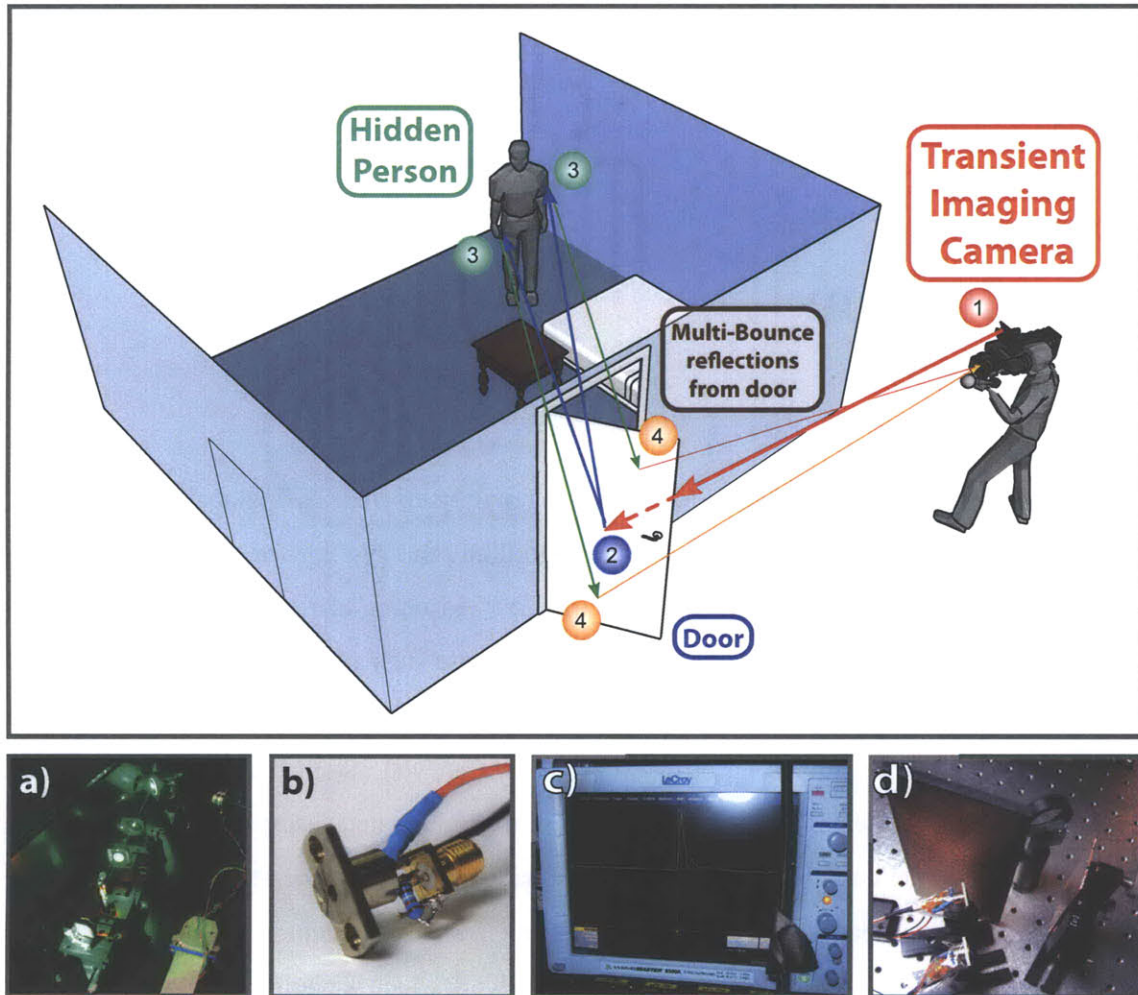 Hidden
Person
3
3
Transient
Imaging
Camera
1
Multi-Bounce
reflections
from door
4
2
4
Door
a)
b)
c)
LeCroy
d)